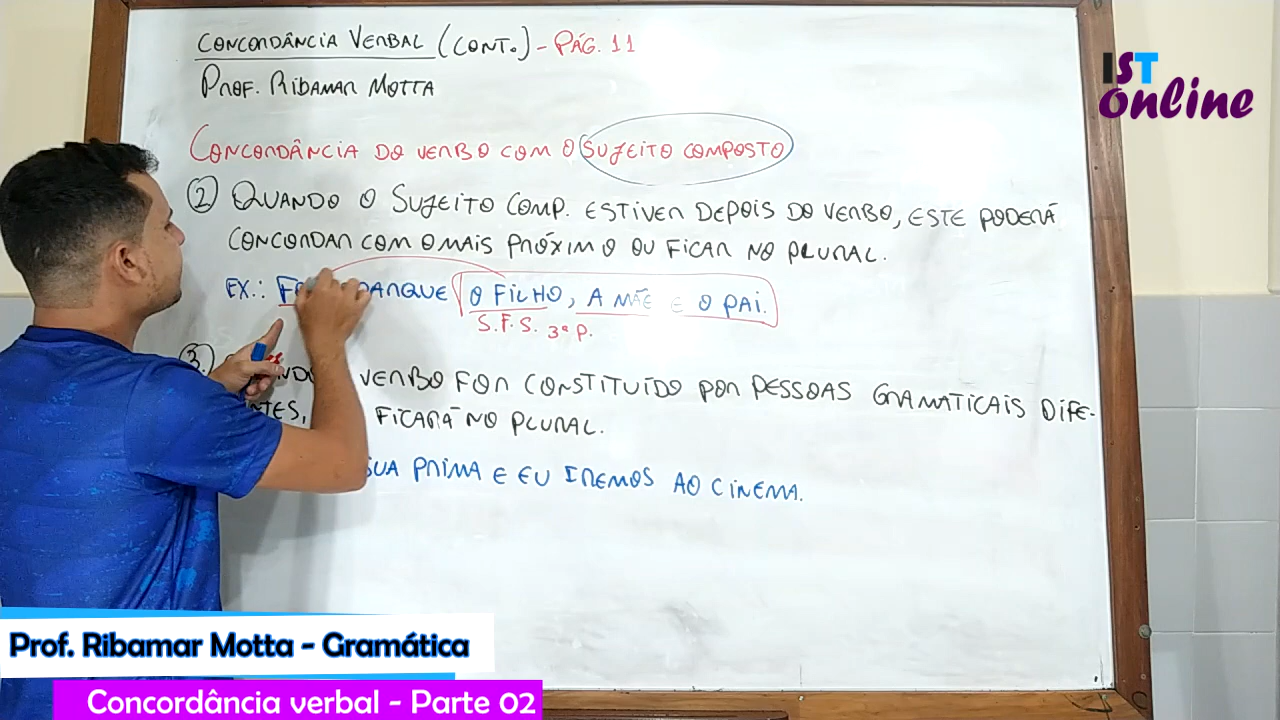 CONCORDÂNCIA VERBAL (CONT.) - PÁG. 11
PROF. RIBAMAR MOTTA
IST
online
CONCORDÂNCIA DO VERBO COM O SUJEITO COMPOSTO
2 QUANDO O SUJEITO COMP. ESTIVER DEPOIS DO VERBO, ESTE PODERÁ
CONCORDAR COM O MAIS PRÓXIMO OU FICAR NO PLURAL.
EX.: PARQUE O FILHO, A MÃE E O PAI.
S.F.S. 3ª P.
3. VERBO FOR CONSTITUÍDO POR PESSOAS GRAMATICAIS DIFE-
FICARÁ NO PLURAL.
SUA PRIMA E EU IREMOS AO CINEMA.
Prof. Ribamar Motta - Gramática
Concordância verbal - Parte 02